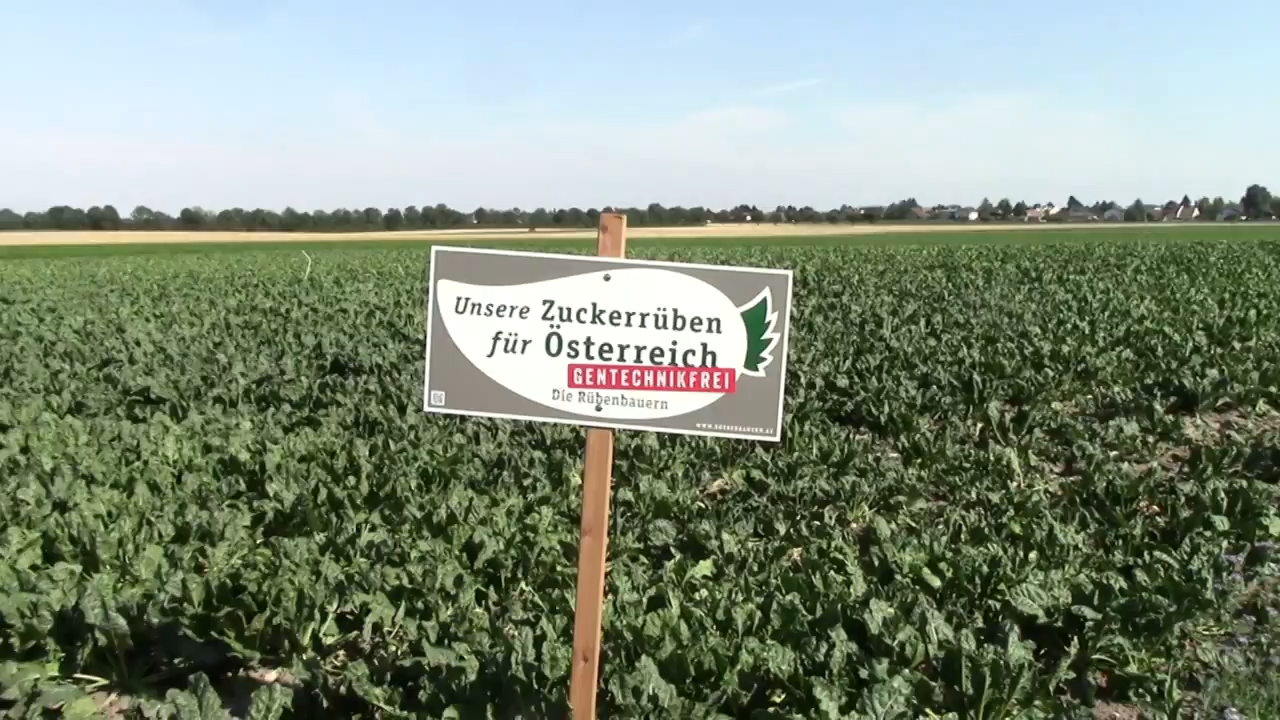 Unsere Zuckerrüben
für Österreich
GENTECHNIKFREI
Die Rübenbauern